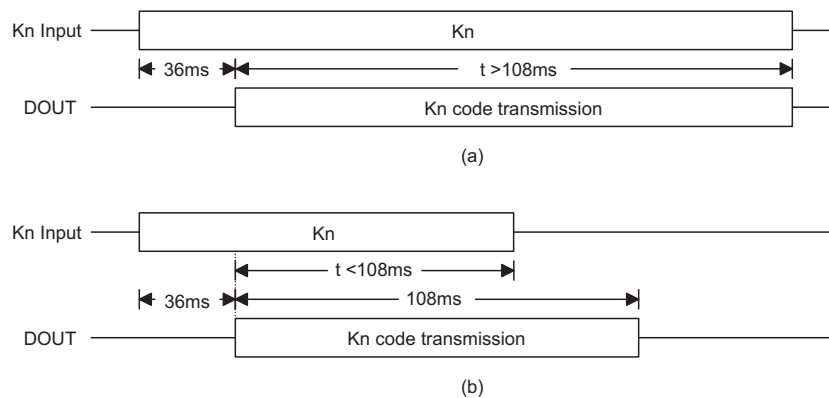 Kn Input
Kn
36ms
t >108ms
DOUT
Kn code transmission
(a)
Kn Input
Kn
t <108ms
36ms
108ms
DOUT
Kn code transmission
(b)